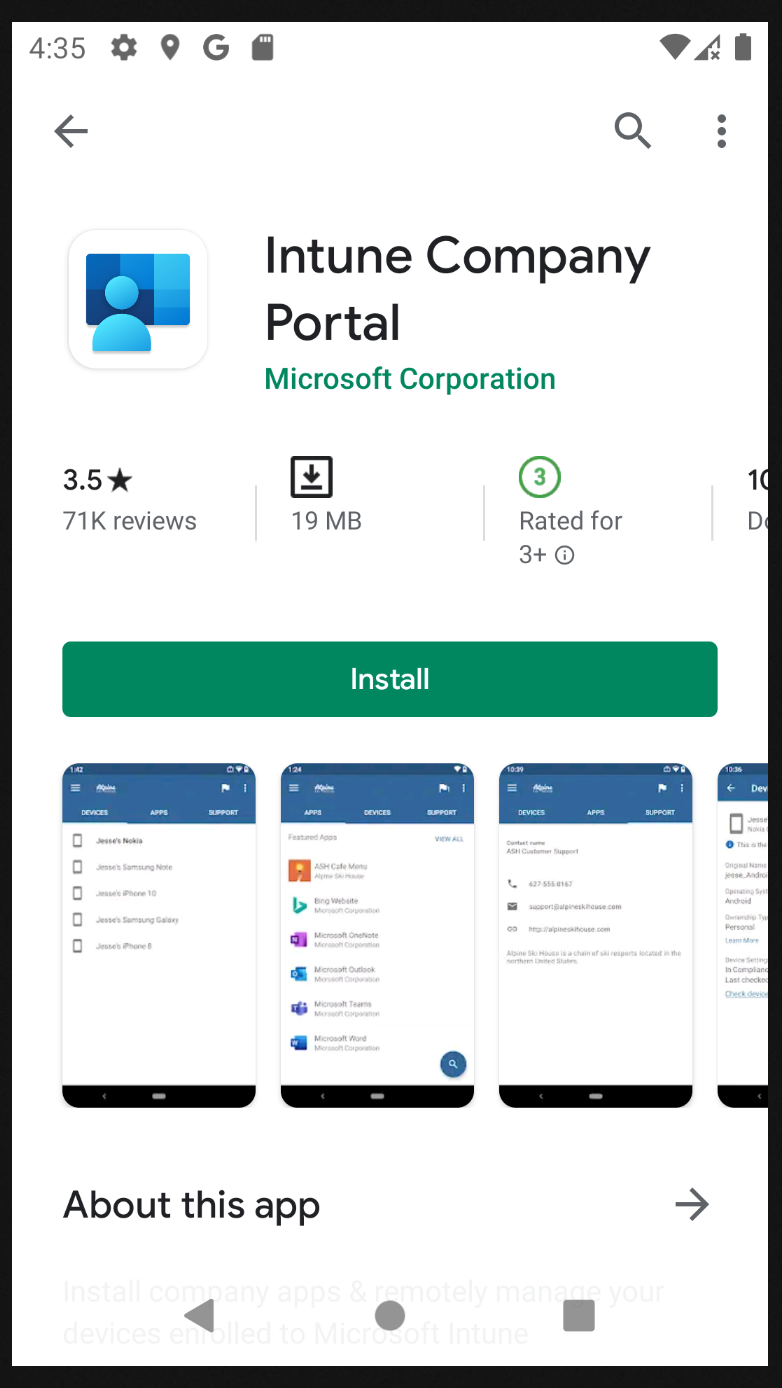 4:35
Intune Company
Portal
Microsoft Corporation
3.5★
71K reviews
19 MB
3
Rated for
3+
Install
1:42
Alpine
DEVICES APPS SUPPORT
Jesse's Nokia
Jesse's Samsung Note
Jesse's iPhone 10
Jesse's Samsung Galaxy
Jesse's iPhone 8
1:24
Alpine
APPS DEVICES SUPPORT
Featured Apps VIEW ALL
ASH Cafe Menu
Alpine Ski House
Bing Website
Microsoft Corporation
Microsoft OneNote
Microsoft Corporation
Microsoft Outlook
Microsoft Corporation
Microsoft Teams
Microsoft Corporation
Microsoft Word
Microsoft Corporation
10:39
Alpine
DEVICES APPS SUPPORT
Contact name
ASH Customer Support
627-555-0167
support@alpineskihouse.com
http://alpineskihouse.com
Alpine Ski House is a chain of ski resports located in the
northern United States.
10:36
Dev
Jesse
Nokia
This is the
Original Name
jesse_Androi
Operating Syst
Android
Ownership Typ
Personal
Learn More
Device Setting
In Complianc
Last checked
Check device
About this app
Install company apps & remotely manage your
devices enrolled to Microsoft Intune